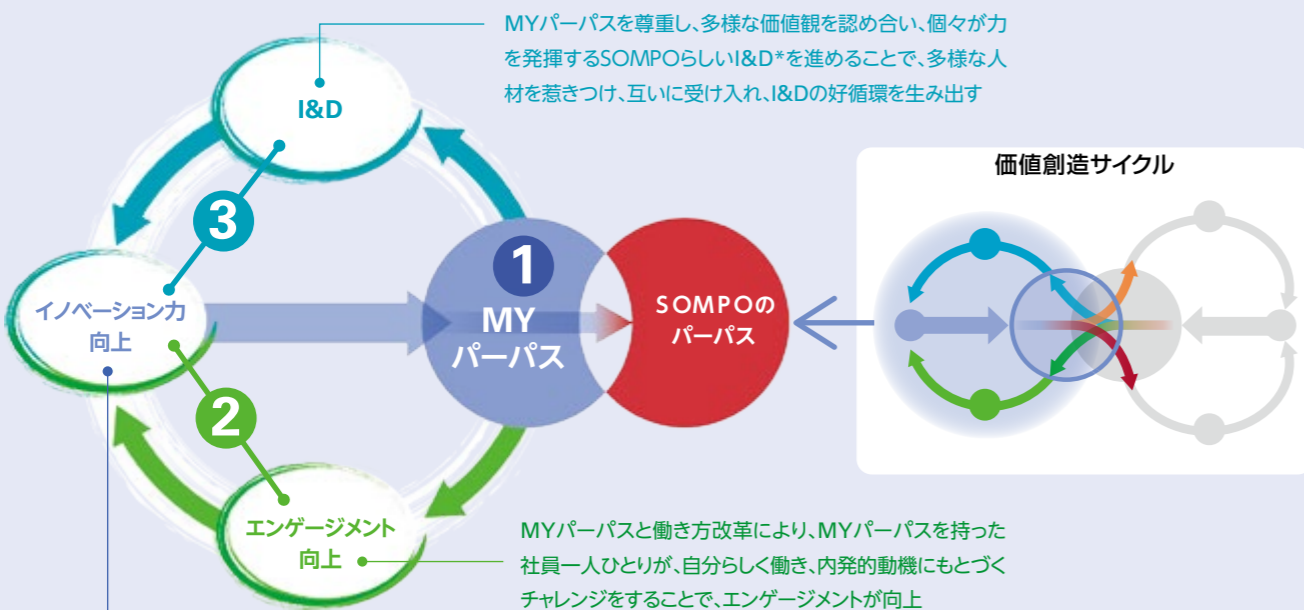 MYパーパスを尊重し、多様な価値観を認め合い、個々が力
を発揮するSOMPOらしいI&D*を進めることで、多様な人
材を惹きつけ、互いに受け入れ、I&Dの好循環を生み出す
I&D
価値創造サイクル
3
1
MY
パーパス
SOMPOの
パーパス
イノベーション力
向上
2
エンゲージメント
向上
MYパーパスと働き方改革により、MYパーパスを持った
社員一人ひとりが、自分らしく働き、内発的動機にもとづく
チャレンジをすることで、エンゲージメントが向上